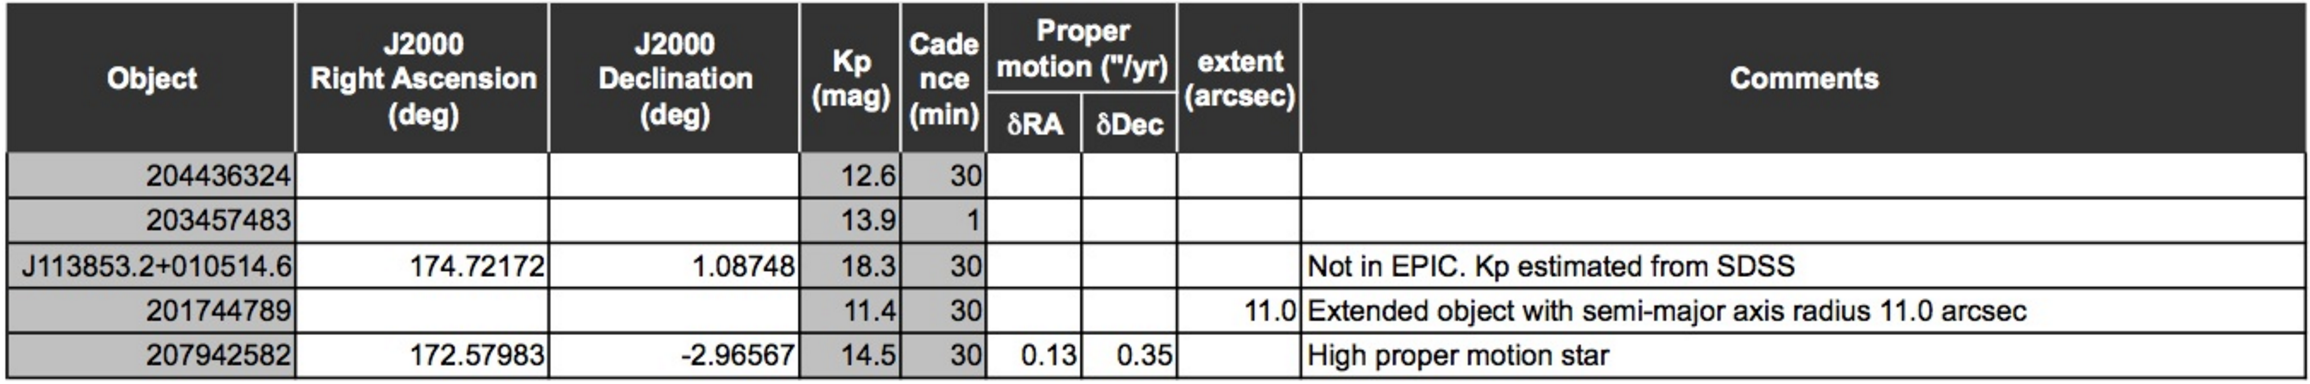 Object J2000 Right Ascension (deg) J2000 Declination (deg) Kp (mag) Cade nce (min) Proper motion ("/yr) δRA δDec extent (arcsec) Comments
204436324 12.6 30
203457483 13.9 1
J113853.2+010514.6 174.72172 1.08748 18.3 30 Not in EPIC. Kp estimated from SDSS
201744789 11.4 30 11.0 Extended object with semi-major axis radius 11.0 arcsec
207942582 172.57983 -2.96567 14.5 30 0.13 0.35 High proper motion star